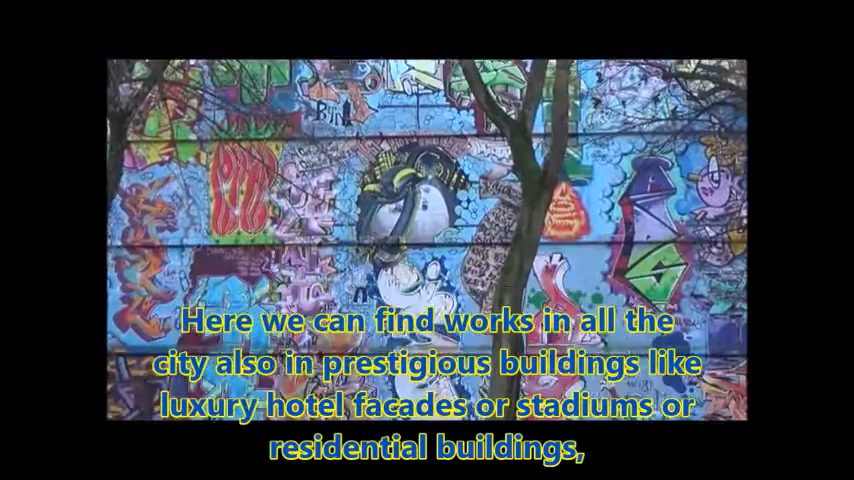 Here we can find works in all the
city also in prestigious buildings like
luxury hotel facades or stadiums or
residential buildings,